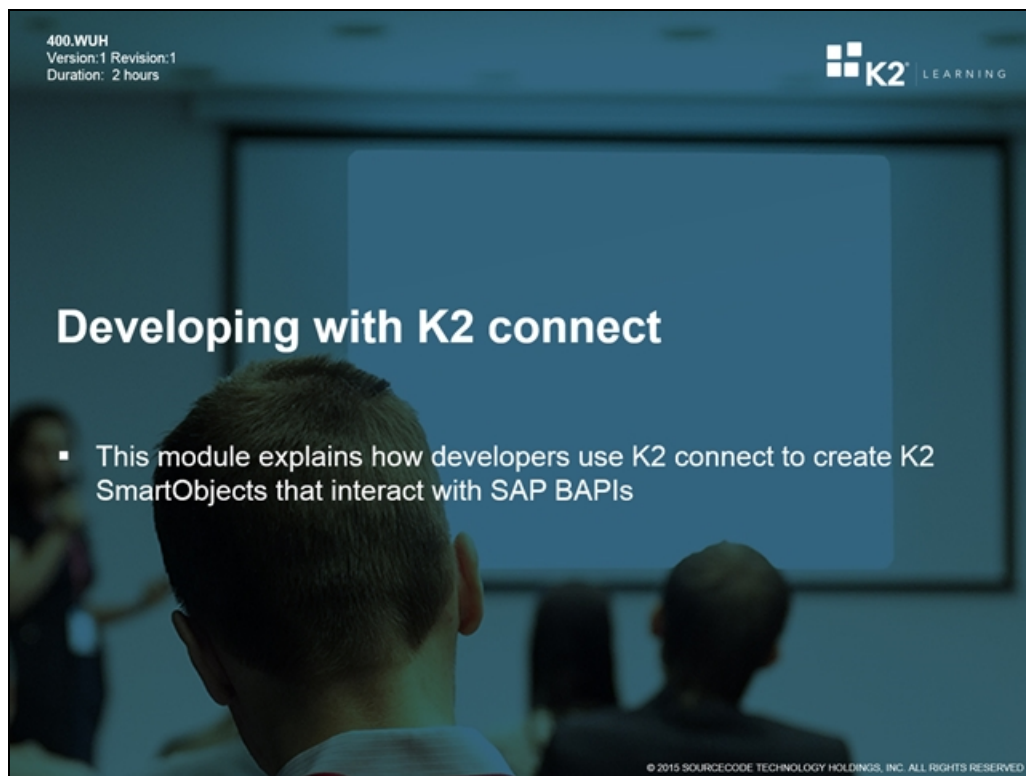 400.WUH
Version:1 Revision:1
Duration: 2 hours
K2 LEARNING
Developing with K2 connect
▪ This module explains how developers use K2 connect to create K2
SmartObjects that interact with SAP BAPIs
© 2015 SOURCECODE TECHNOLOGY HOLDINGS, INC. ALL RIGHTS RESERVED